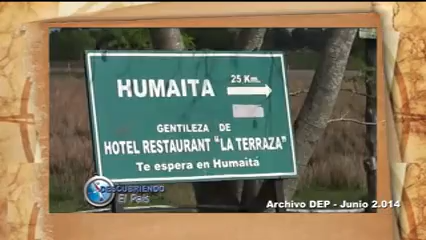 HUMAITA
25 Km.
GENTILEZA DE
HOTEL RESTAURANT "LA TERRAZA"
Te espera en Humaitá
DESCUBRIENDO
El País
Archivo DEP - Junio 2.014